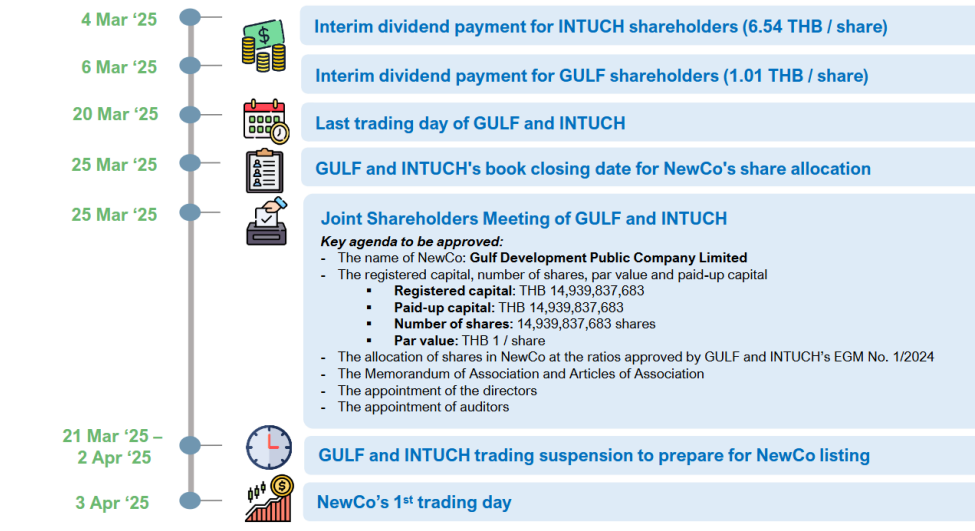 4 Mar ‘25
Interim dividend payment for INTUCH shareholders (6.54 THB / share)
6 Mar ‘25
Interim dividend payment for GULF shareholders (1.01 THB / share)
20 Mar ‘25
Last trading day of GULF and INTUCH
25 Mar ‘25
GULF and INTUCH's book closing date for NewCo's share allocation
25 Mar ‘25
Joint Shareholders Meeting of GULF and INTUCH
Key agenda to be approved:
- The name of NewCo: Gulf Development Public Company Limited
- The registered capital, number of shares, par value and paid-up capital
▪ Registered capital: THB 14,939,837,683
▪ Paid-up capital: THB 14,939,837,683
▪ Number of shares: 14,939,837,683 shares
▪ Par value: THB 1 / share
- The allocation of shares in NewCo at the ratios approved by GULF and INTUCH’s EGM No. 1/2024
- The Memorandum of Association and Articles of Association
- The appointment of the directors
- The appointment of auditors
21 Mar ‘25 –
2 Apr ‘25
GULF and INTUCH trading suspension to prepare for NewCo listing
3 Apr ‘25
NewCo’s 1st trading day